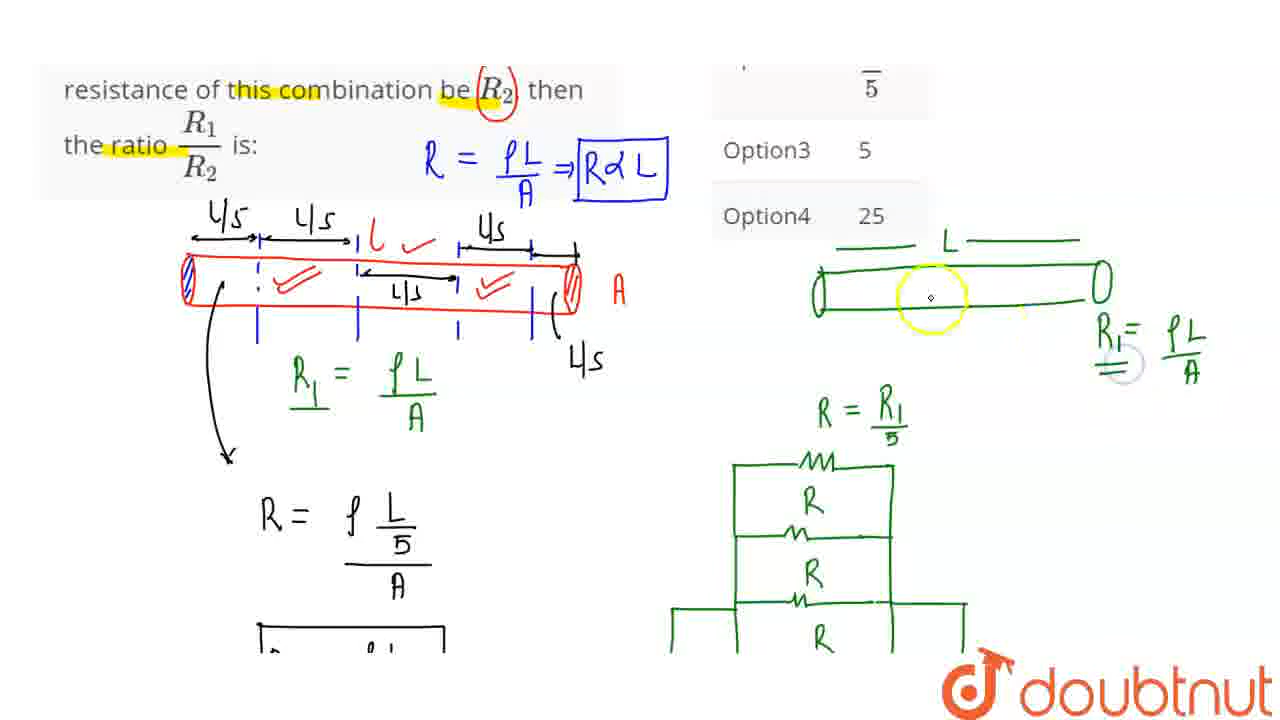 resistance of this combination be R₂, then
the ratio R₁/R₂ is:
5
Option3 5
Option4 25
R = ρL/A ⇒ R∝L
L/5 L/5 L L/5
L/5
A
L/5
R₁ = ρL/A
R = ρ L/5 / A
L
R₁ = ρL/A
R = R₁/5
R
R
R
doubtnut